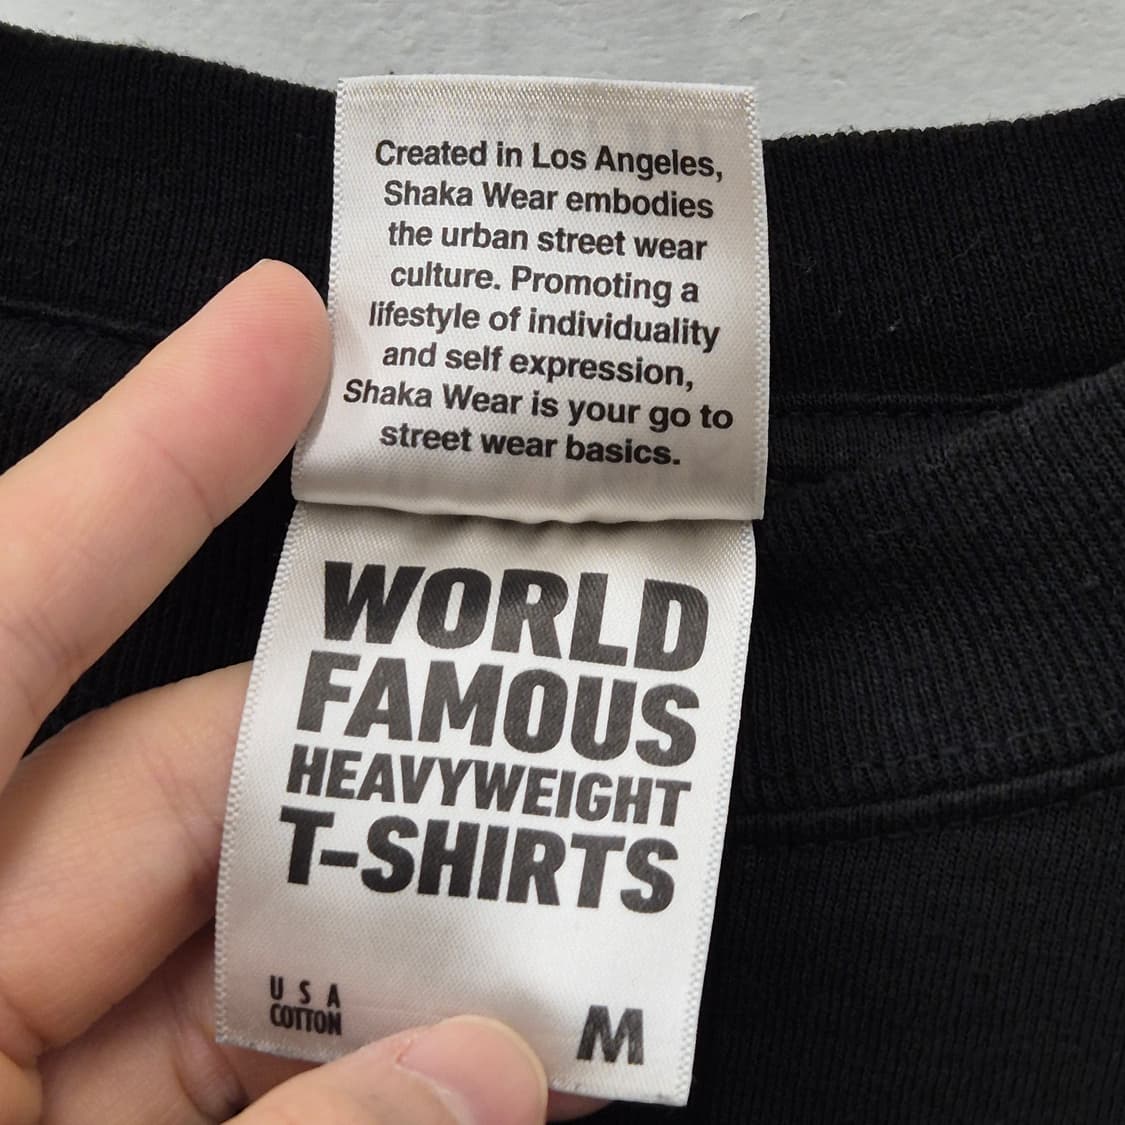 Created in Los Angeles,
Shaka Wear embodies
the urban street wear
culture. Promoting a
lifestyle of individuality
and self expression,
Shaka Wear is your go to
street wear basics.
WORLD
FAMOUS
HEAVYWEIGHT
T-SHIRTS
USA
COTTON
M